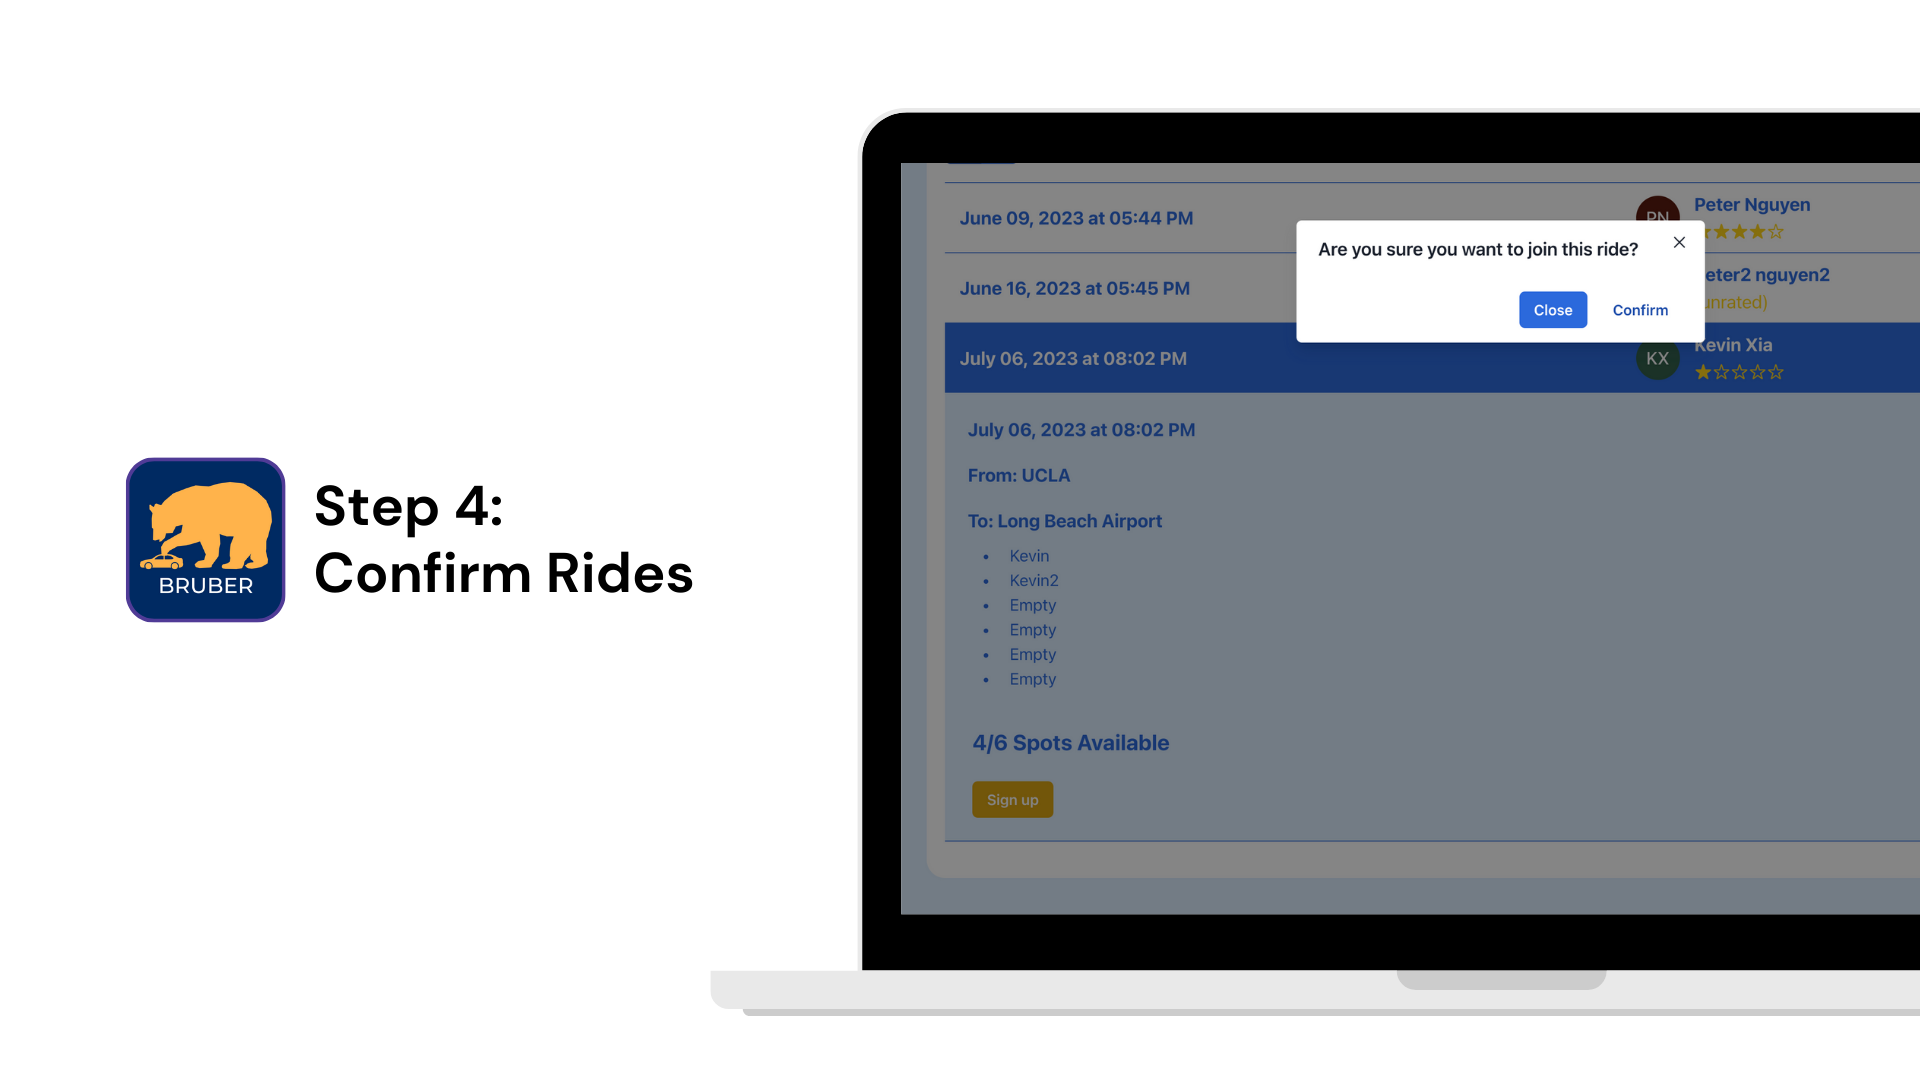 BRUBER
Step 4:
Confirm Rides
June 09, 2023 at 05:44 PM
PN
Peter Nguyen
Are you sure you want to join this ride?
June 16, 2023 at 05:45 PM
eter2 nguyen2
unrated)
Close
Confirm
July 06, 2023 at 08:02 PM
KX
Kevin Xia
July 06, 2023 at 08:02 PM
From: UCLA
To: Long Beach Airport
Kevin
Kevin2
Empty
Empty
Empty
Empty
4/6 Spots Available
Sign up